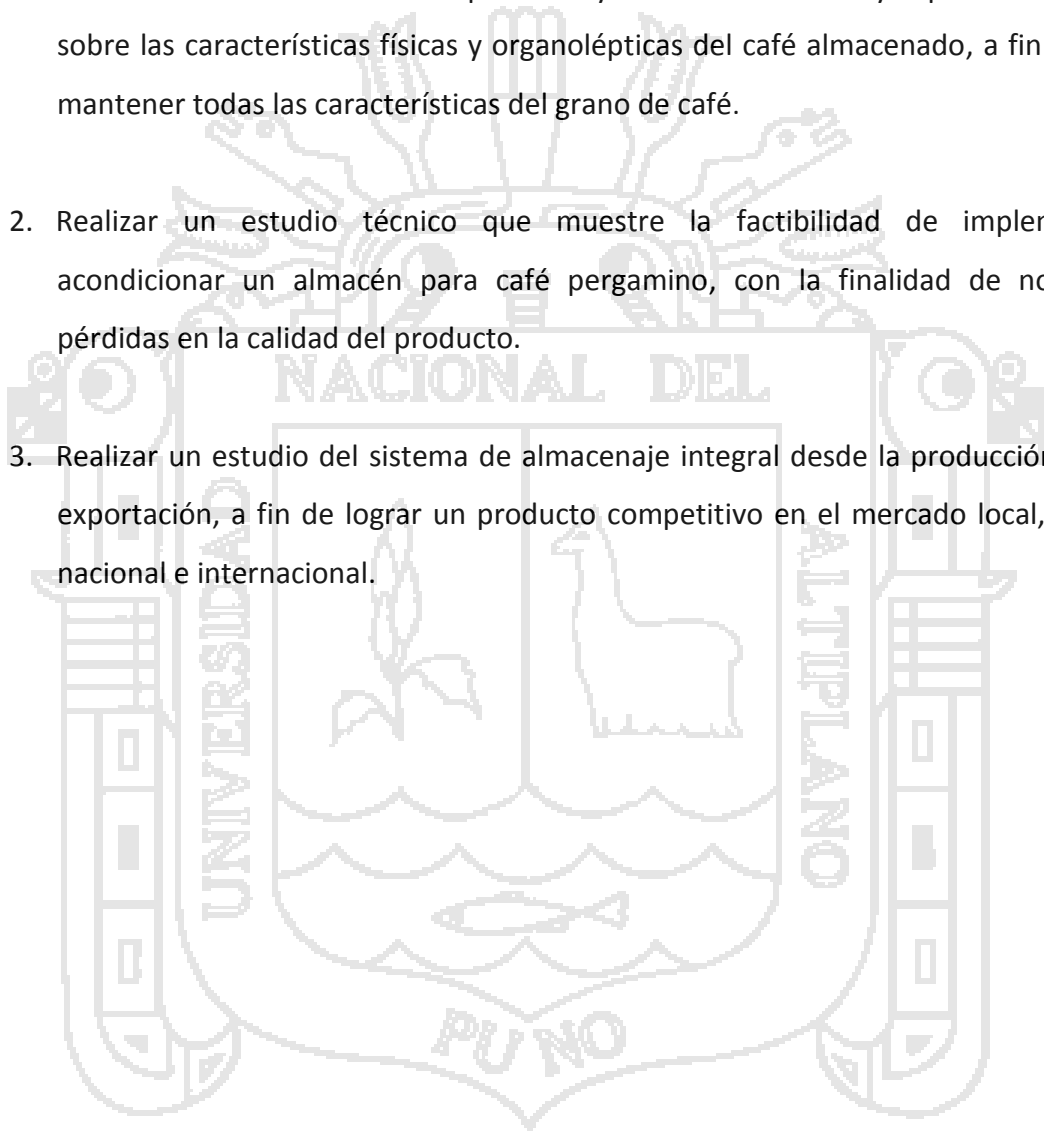 sobre las características físicas y organolépticas del café almacenado, a fin
mantener todas las características del grano de café.
2. Realizar un estudio técnico que muestre la factibilidad de
acondicionar un almacén para café pergamino, con la finalidad de
pérdidas en la calidad del producto.
3. Realizar un estudio del sistema de almacenaje integral desde la producción
exportación, a fin de lograr un producto competitivo en el mercado local,
nacional e internacional.
UNIVERSIDAD
NACIONAL DEL
ALTIPLANO
PUNO